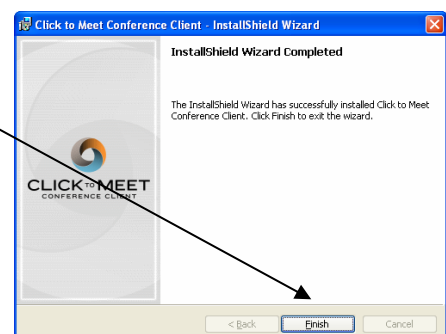 Click to Meet Conference Client - InstallShield Wizard
InstallShield Wizard Completed
The InstallShield Wizard has successfully installed Click to Meet
Conference Client. Click Finish to exit the wizard.
CLICK TO MEET
CONFERENCE CLIENT
< Back
Finish
Cancel